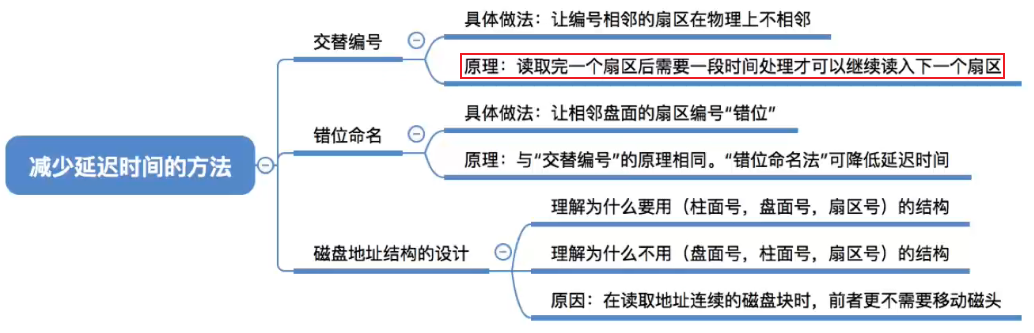 减少延迟时间的方法
交替编号
具体做法：让编号相邻的扇区在物理上不相邻
原理：读取完一个扇区后需要一段时间处理才可以继续读入下一个扇区
错位命名
具体做法：让相邻盘面的扇区编号“错位”
原理：与“交替编号”的原理相同。“错位命名法”可降低延迟时间
磁盘地址结构的设计
理解为什么要用（柱面号，盘面号，扇区号）的结构
理解为什么不用（盘面号，柱面号，扇区号）的结构
原因：在读取地址连续的磁盘块时，前者更不需要移动磁头